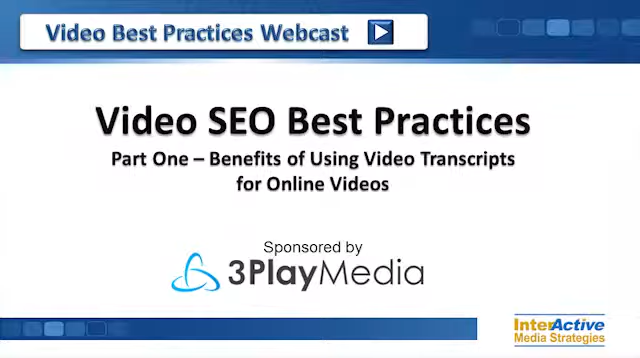 Video Best Practices Webcast
Video SEO Best Practices
Part One – Benefits of Using Video Transcripts
for Online Videos
Sponsored by
3PlayMedia
InterActive
Media Strategies